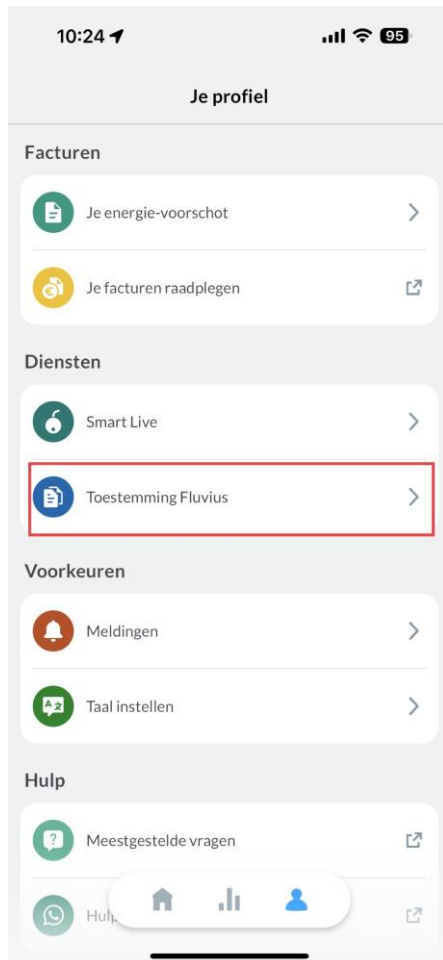 10:24
95
Je profiel
Facturen
Je energie-voorschot
Je facturen raadplegen
Diensten
Smart Live
Toestemming Fluvius
Voorkeuren
Meldingen
Taal instellen
Hulp
Meestgestelde vragen